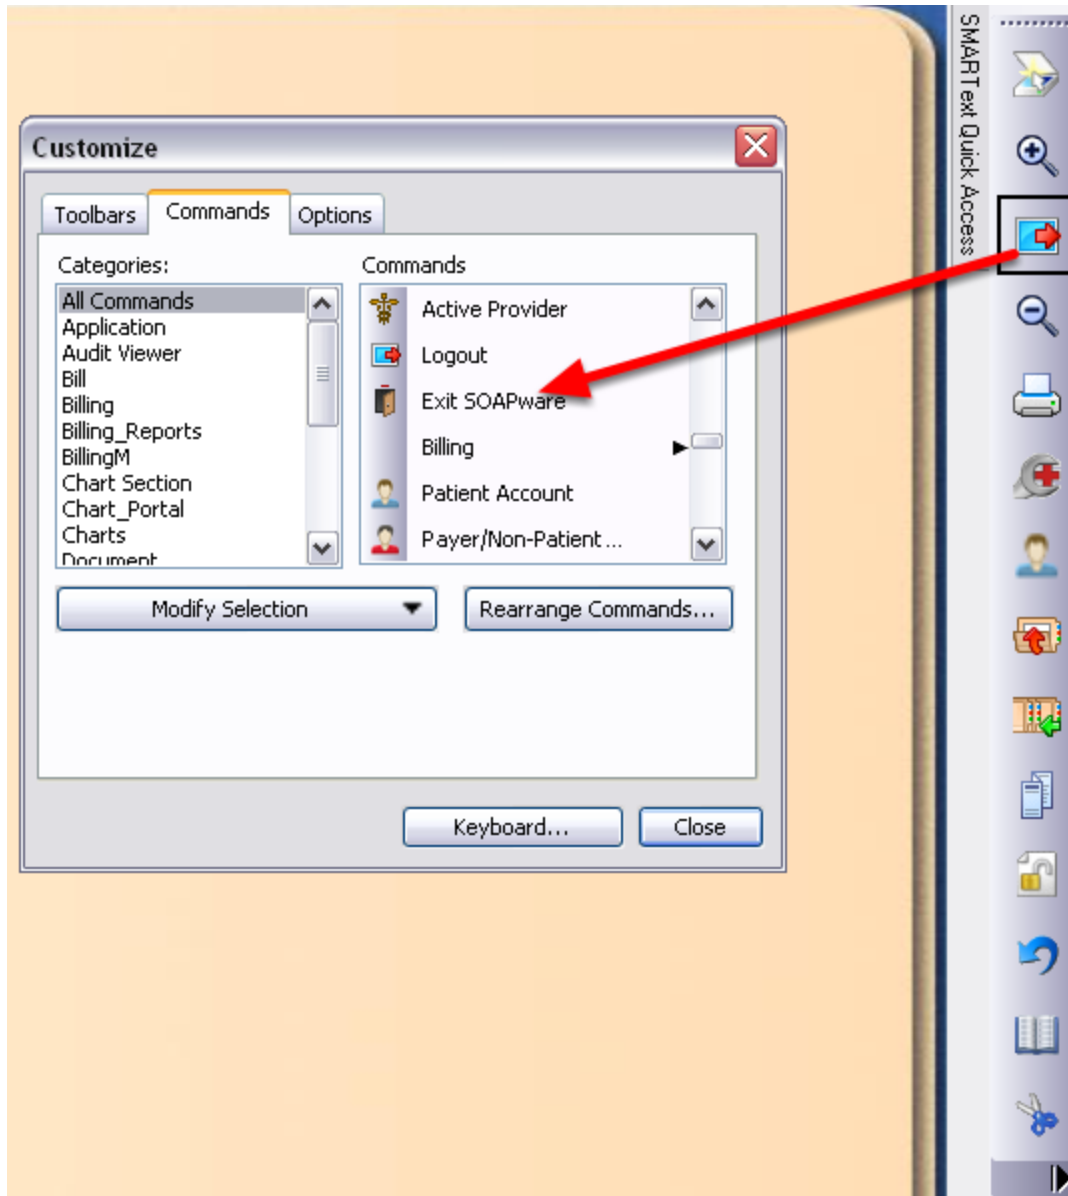 SMARText Quick Access
Customize
Toolbars
Commands
Options
Categories:
Commands
All Commands
Application
Audit Viewer
Bill
Billing
Billing_Reports
BillingM
Chart Section
Chart_Portal
Charts
Document
Active Provider
Logout
Exit SOAPware
Billing
Patient Account
Payer/Non-Patient ...
Modify Selection
Rearrange Commands...
Keyboard...
Close